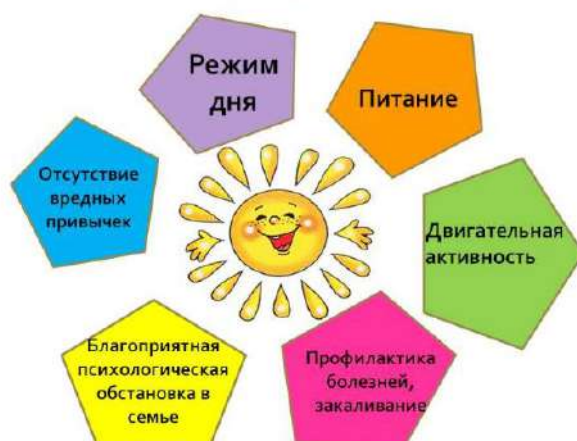 Режим
дня
Питание
Отсутствие
вредных
привычек
Двигательная
активность
Благоприятная
психологическая
обстановка в
семье
Профилактика
болезней,
закаливание